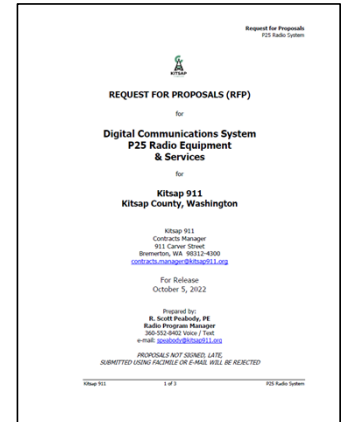 Request for Proposals
P25 Radio System
KITSAP
REQUEST FOR PROPOSALS (RFP)
for
Digital Communications System
P25 Radio Equipment
& Services
for
Kitsap 911
Kitsap County, Washington
Kitsap 911
Contracts Manager
911 Carver Street
Bremerton, WA 98312-4300
contracts.manager@kitsap911.org
For Release
October 5, 2022
Prepared by:
R. Scott Peabody, PE
Radio Program Manager
360-552-8402 Voice / Text
e-mail: speabody@kitsap911.org
PROPOSALS NOT SIGNED, LATE,
SUBMITTED USING FACIMILE OR E-MAIL WILL BE REJECTED
Kitsap 911 1 of 3 P25 Radio System